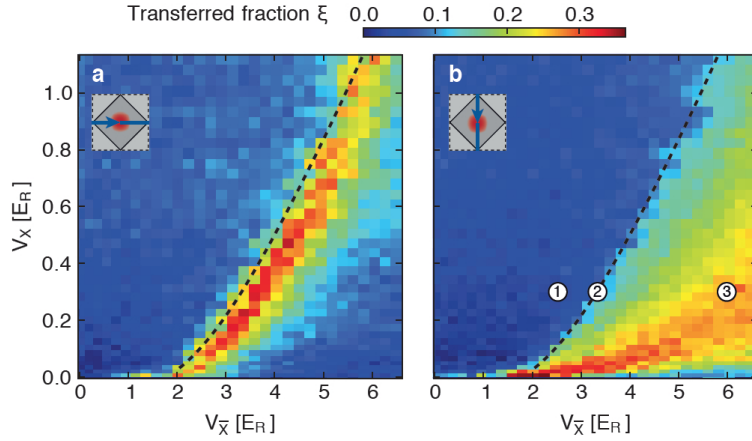 Transferred fraction ξ
0.0 0.1 0.2 0.3
a
b
1.0
0.8
0.6
0.4
0.2
0.0
V_X [E_R]
1
2
3
0 1 2 3 4 5 6
0 1 2 3 4 5 6
V_X̅ [E_R]
V_X̅ [E_R]